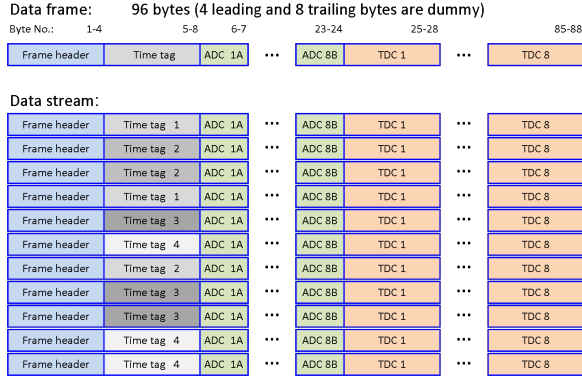 Data frame: 96 bytes (4 leading and 8 trailing bytes are dummy)
Byte No.: 1-4 5-8 6-7 23-24 25-28 85-88
Frame header Time tag ADC 1A ••• ADC 8B TDC 1 ••• TDC 8
Data stream:
Frame header Time tag 1 ADC 1A ••• ADC 8B TDC 1 ••• TDC 8
Frame header Time tag 2 ADC 1A ••• ADC 8B TDC 1 ••• TDC 8
Frame header Time tag 2 ADC 1A ••• ADC 8B TDC 1 ••• TDC 8
Frame header Time tag 1 ADC 1A ••• ADC 8B TDC 1 ••• TDC 8
Frame header Time tag 3 ADC 1A ••• ADC 8B TDC 1 ••• TDC 8
Frame header Time tag 4 ADC 1A ••• ADC 8B TDC 1 ••• TDC 8
Frame header Time tag 2 ADC 1A ••• ADC 8B TDC 1 ••• TDC 8
Frame header Time tag 3 ADC 1A ••• ADC 8B TDC 1 ••• TDC 8
Frame header Time tag 3 ADC 1A ••• ADC 8B TDC 1 ••• TDC 8
Frame header Time tag 4 ADC 1A ••• ADC 8B TDC 1 ••• TDC 8
Frame header Time tag 4 ADC 1A ••• ADC 8B TDC 1 ••• TDC 8